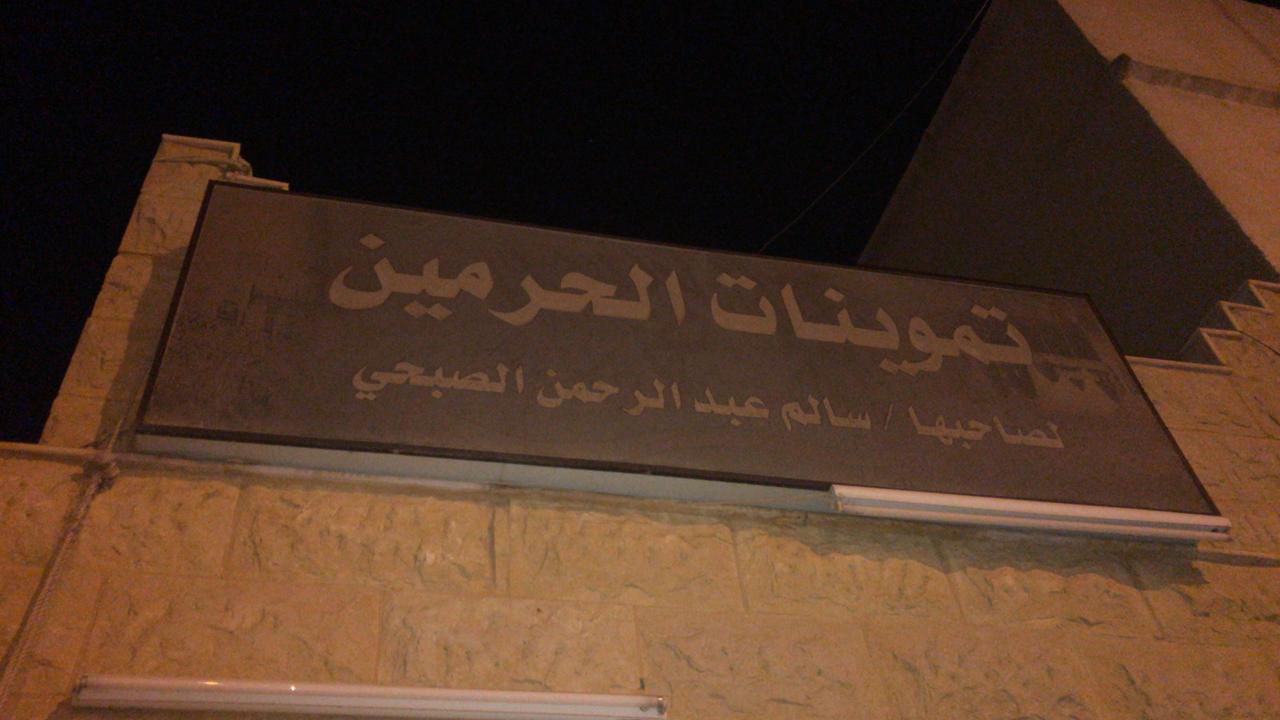 تموينات الحرمين
لصاحبها / سالم عبد الرحمن الصبحي